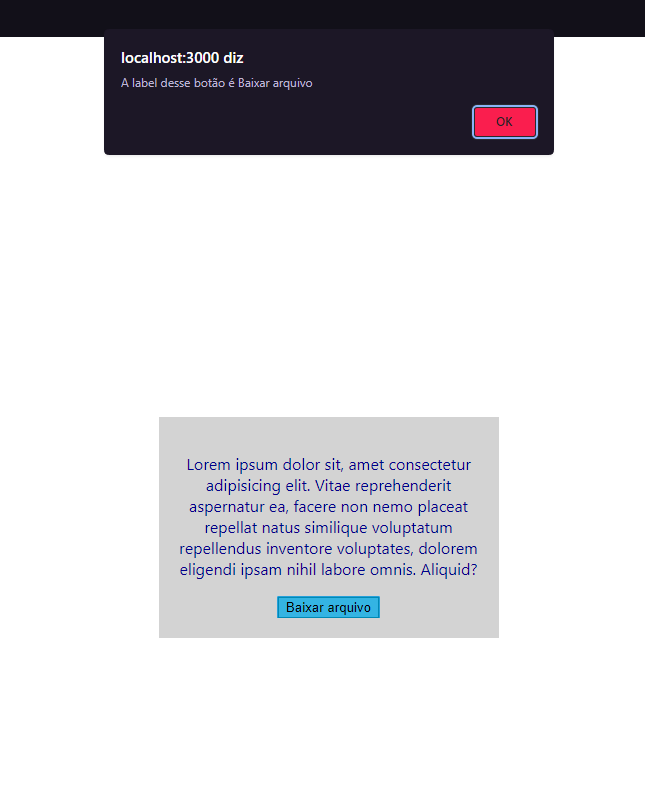 localhost:3000 diz
A label desse botão é Baixar arquivo
OK
Lorem ipsum dolor sit, amet consectetur
adipisicing elit. Vitae reprehenderit
aspernatur ea, facere non nemo placeat
repellat natus similique voluptatum
repellendus inventore voluptates, dolorem
eligendi ipsam nihil labore omnis. Aliquid?
Baixar arquivo